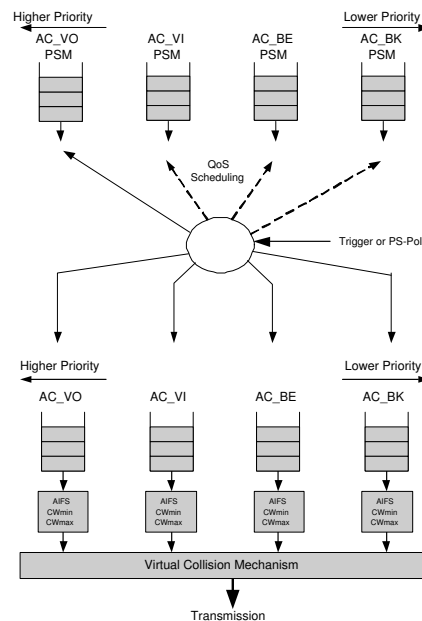 Higher Priority
Lower Priority
AC_VO
PSM
AC_VI
PSM
AC_BE
PSM
AC_BK
PSM
QoS
Scheduling
Trigger or PS-Pol
Higher Priority
Lower Priority
AC_VO
AC_VI
AC_BE
AC_BK
AIFS
CWmin
CWmax
AIFS
CWmin
CWmax
AIFS
CWmin
CWmax
AIFS
CWmin
CWmax
Virtual Collision Mechanism
Transmission